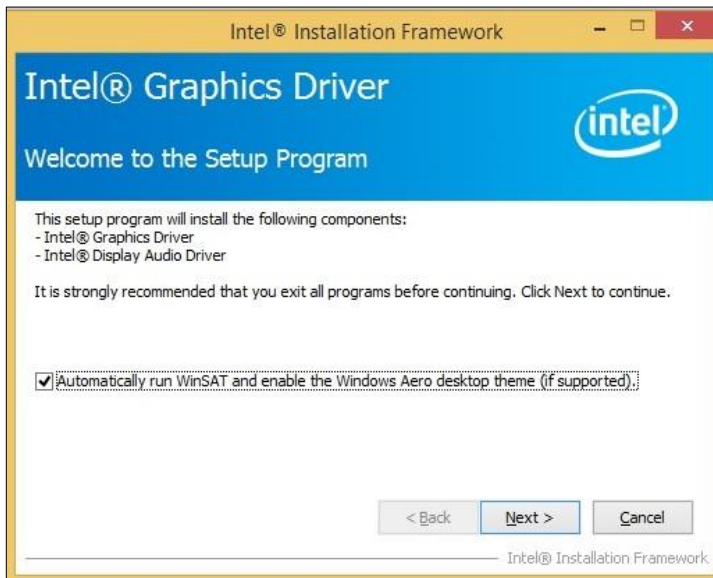 Intel® Installation Framework
Intel® Graphics Driver
intel
Welcome to the Setup Program
This setup program will install the following components:
- Intel® Graphics Driver
- Intel® Display Audio Driver
It is strongly recommended that you exit all programs before continuing. Click Next to continue.
Automatically run WinSAT and enable the Windows Aero desktop theme (if supported).
< Back
Next >
Cancel
Intel® Installation Framework